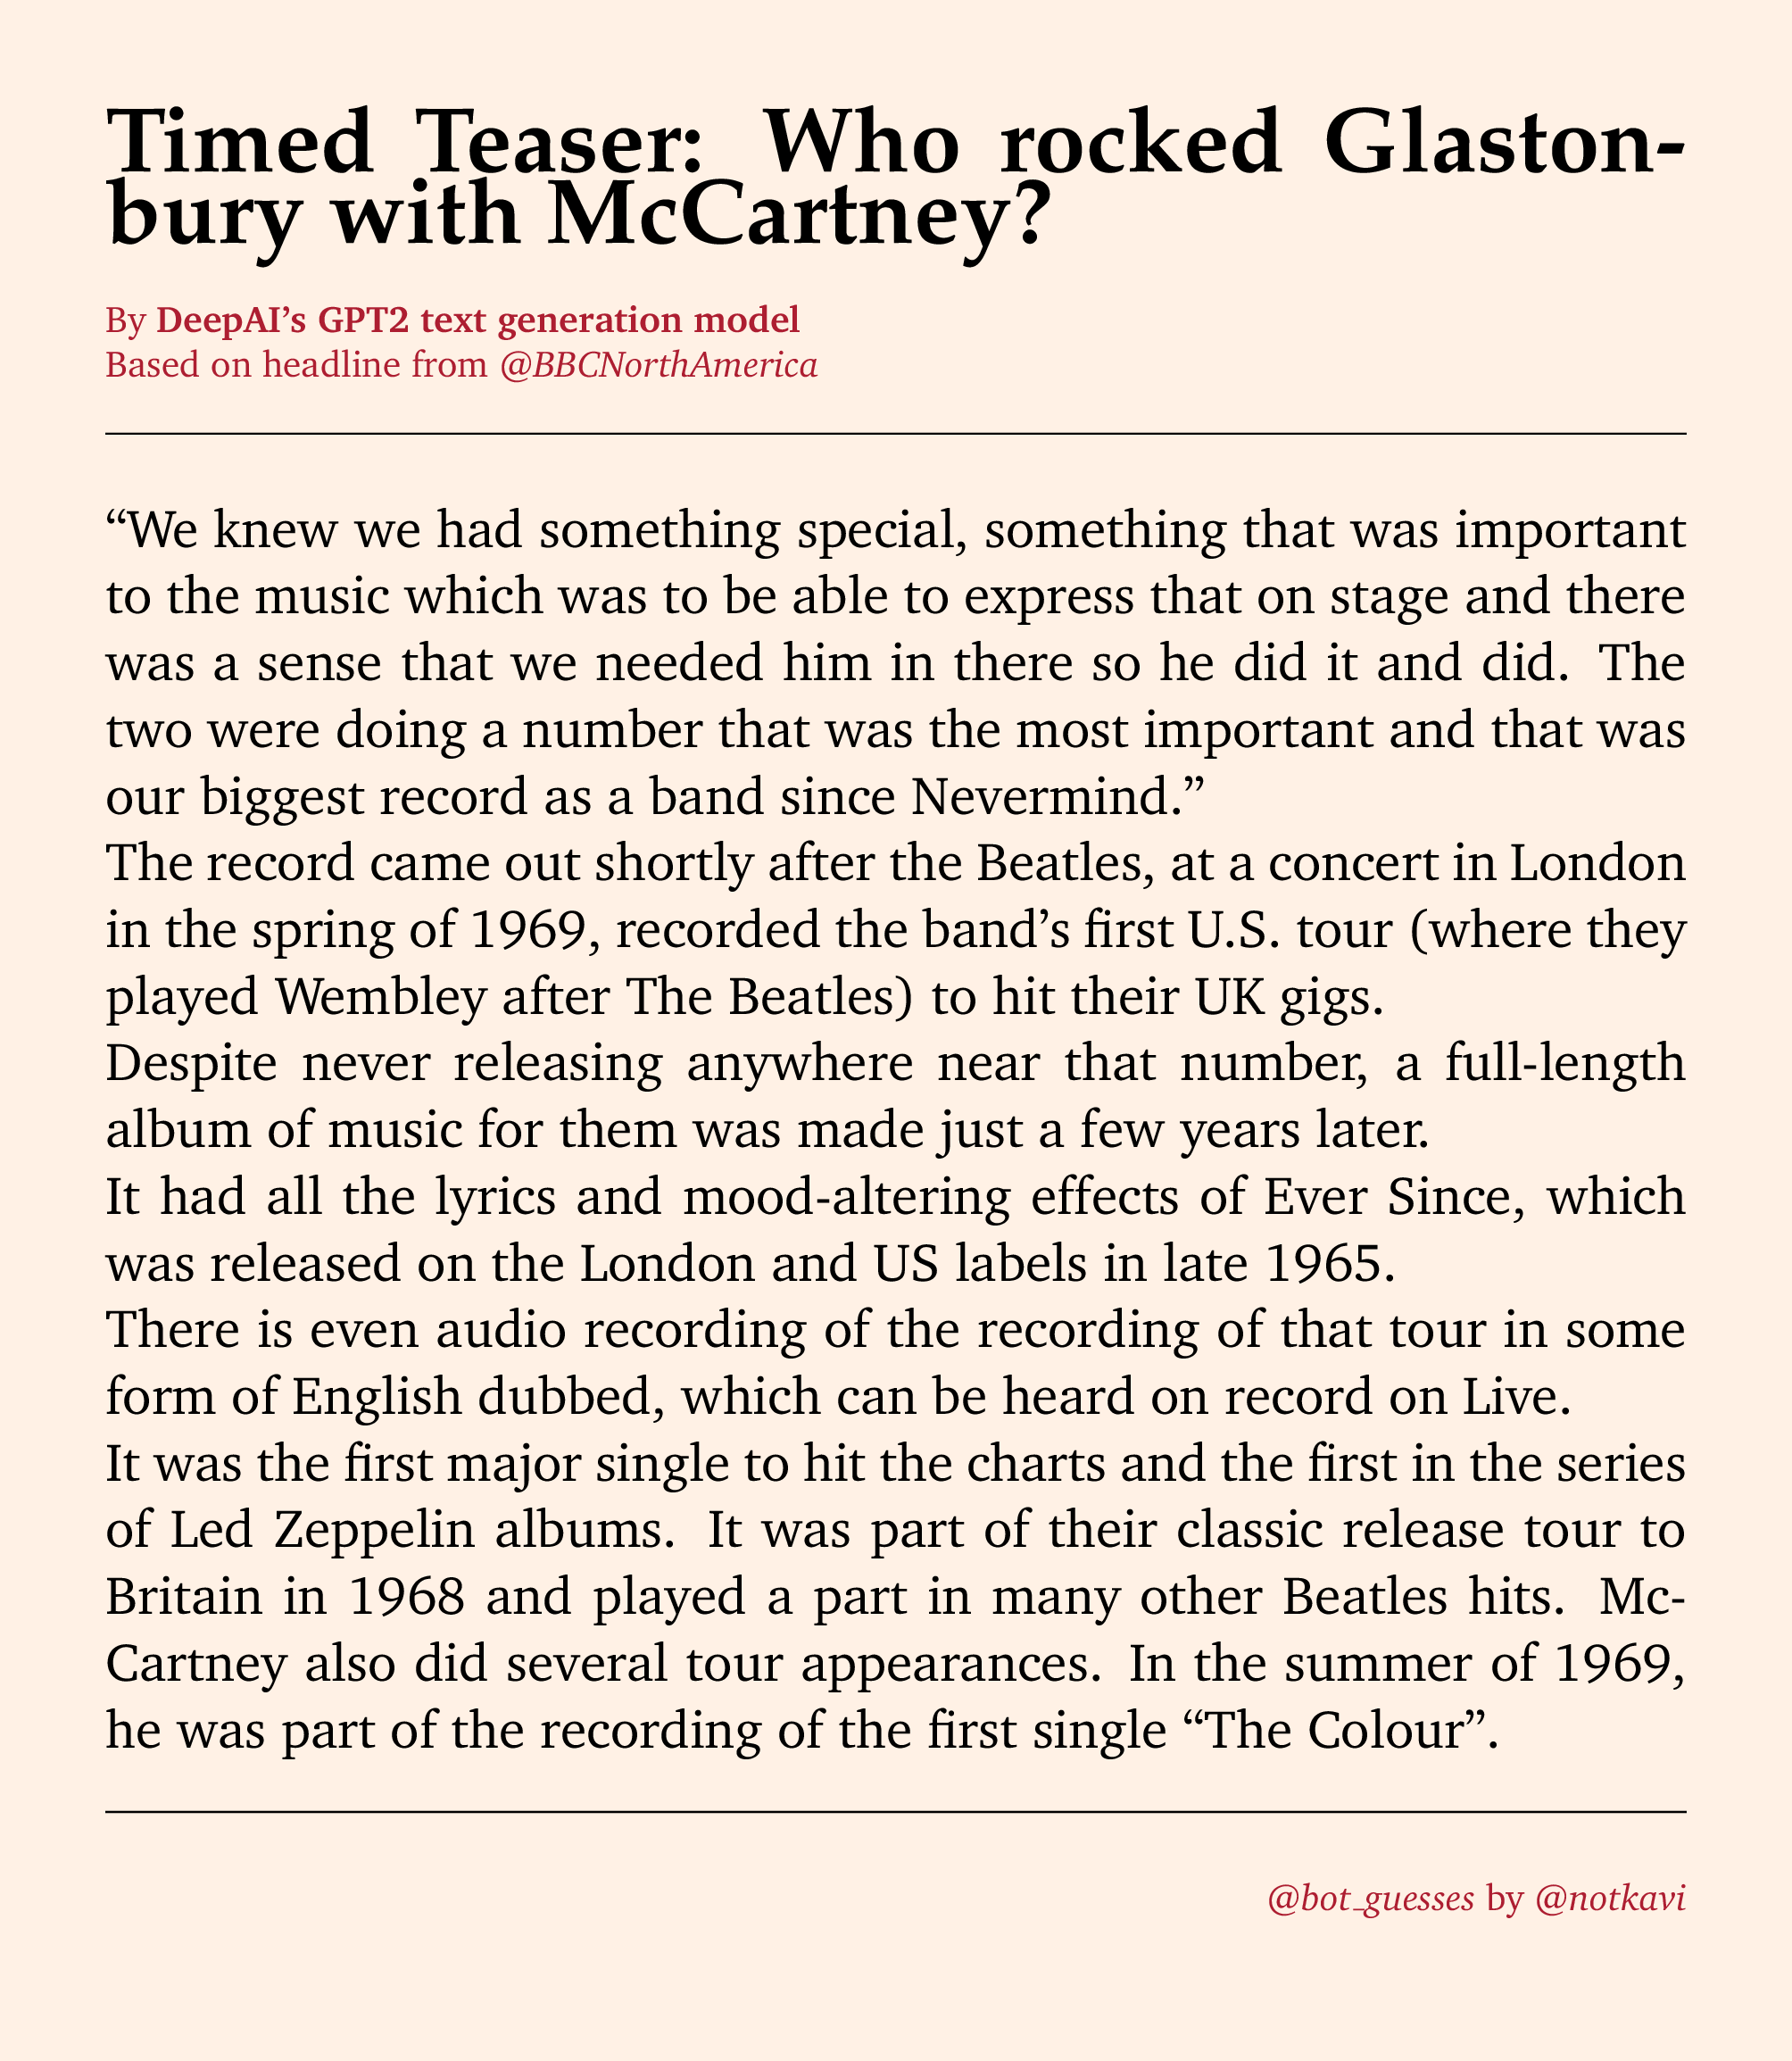 Timed Teaser: Who rocked Glaston-
bury with McCartney?
By DeepAI’s GPT2 text generation model
Based on headline from @BBCNorthAmerica
“We knew we had something special, something that was important
to the music which was to be able to express that on stage and there
was a sense that we needed him in there so he did it and did. The
two were doing a number that was the most important and that was
our biggest record as a band since Nevermind.”
The record came out shortly after the Beatles, at a concert in London
in the spring of 1969, recorded the band’s first U.S. tour (where they
played Wembley after The Beatles) to hit their UK gigs.
Despite never releasing anywhere near that number, a full-length
album of music for them was made just a few years later.
It had all the lyrics and mood-altering effects of Ever Since, which
was released on the London and US labels in late 1965.
There is even audio recording of the recording of that tour in some
form of English dubbed, which can be heard on record on Live.
It was the first major single to hit the charts and the first in the series
of Led Zeppelin albums. It was part of their classic release tour to
Britain in 1968 and played a part in many other Beatles hits. Mc-
Cartney also did several tour appearances. In the summer of 1969,
he was part of the recording of the first single “The Colour”.
@bot_guesses by @notkavi